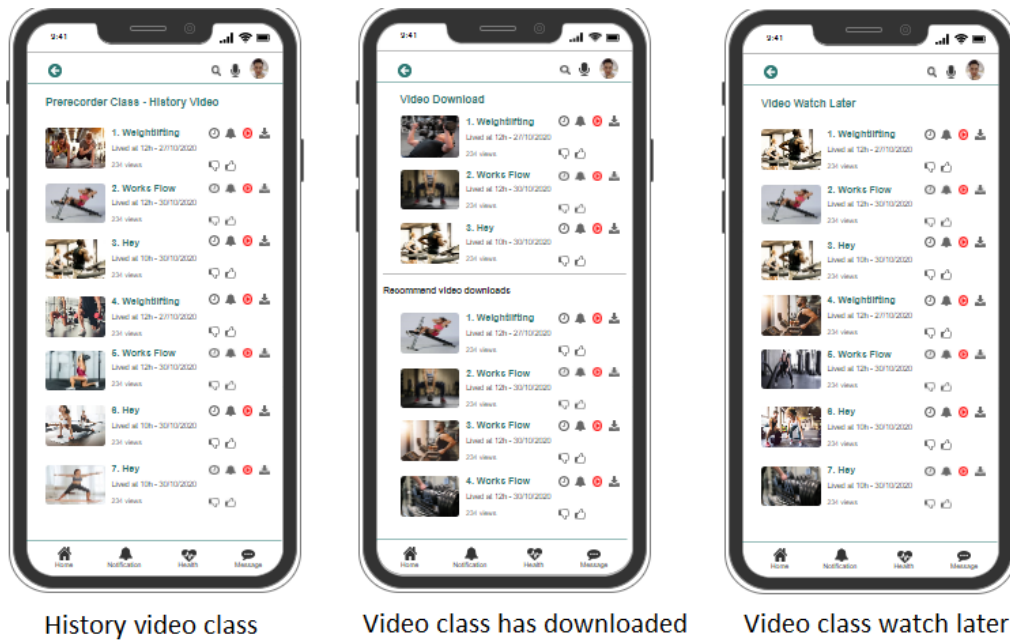 9:41
Prerecorder Class - History Video
1. Weightlifting
Lived at 12h - 27/10/2020
234 views
2. Works Flow
Lived at 12h - 30/10/2020
234 views
3. Hey
Lived at 10h - 30/10/2020
234 views
4. Weightlifting
Lived at 12h - 27/10/2020
234 views
5. Works Flow
Lived at 12h - 30/10/2020
234 views
6. Hey
Lived at 10h - 30/10/2020
234 views
7. Hey
Lived at 10h - 30/10/2020
234 views
Home Notification Health Message
History video class
9:41
Video Download
1. Weightlifting
Lived at 12h - 27/10/2020
234 views
2. Works Flow
Lived at 12h - 30/10/2020
234 views
3. Hey
Lived at 10h - 30/10/2020
234 views
Recommend video downloads
1. Weightlifting
Lived at 12h - 27/10/2020
234 views
2. Works Flow
Lived at 12h - 30/10/2020
234 views
3. Works Flow
Lived at 12h - 30/10/2020
234 views
4. Works Flow
Lived at 12h - 30/10/2020
234 views
Home Notification Health Message
Video class has downloaded
9:41
Video Watch Later
1. Weightlifting
Lived at 12h - 27/10/2020
234 views
2. Works Flow
Lived at 12h - 30/10/2020
234 views
3. Hey
Lived at 10h - 30/10/2020
234 views
4. Weightlifting
Lived at 12h - 27/10/2020
234 views
5. Works Flow
Lived at 12h - 30/10/2020
234 views
6. Hey
Lived at 10h - 30/10/2020
234 views
7. Hey
Lived at 10h - 30/10/2020
234 views
Home Notification Health Message
Video class watch later